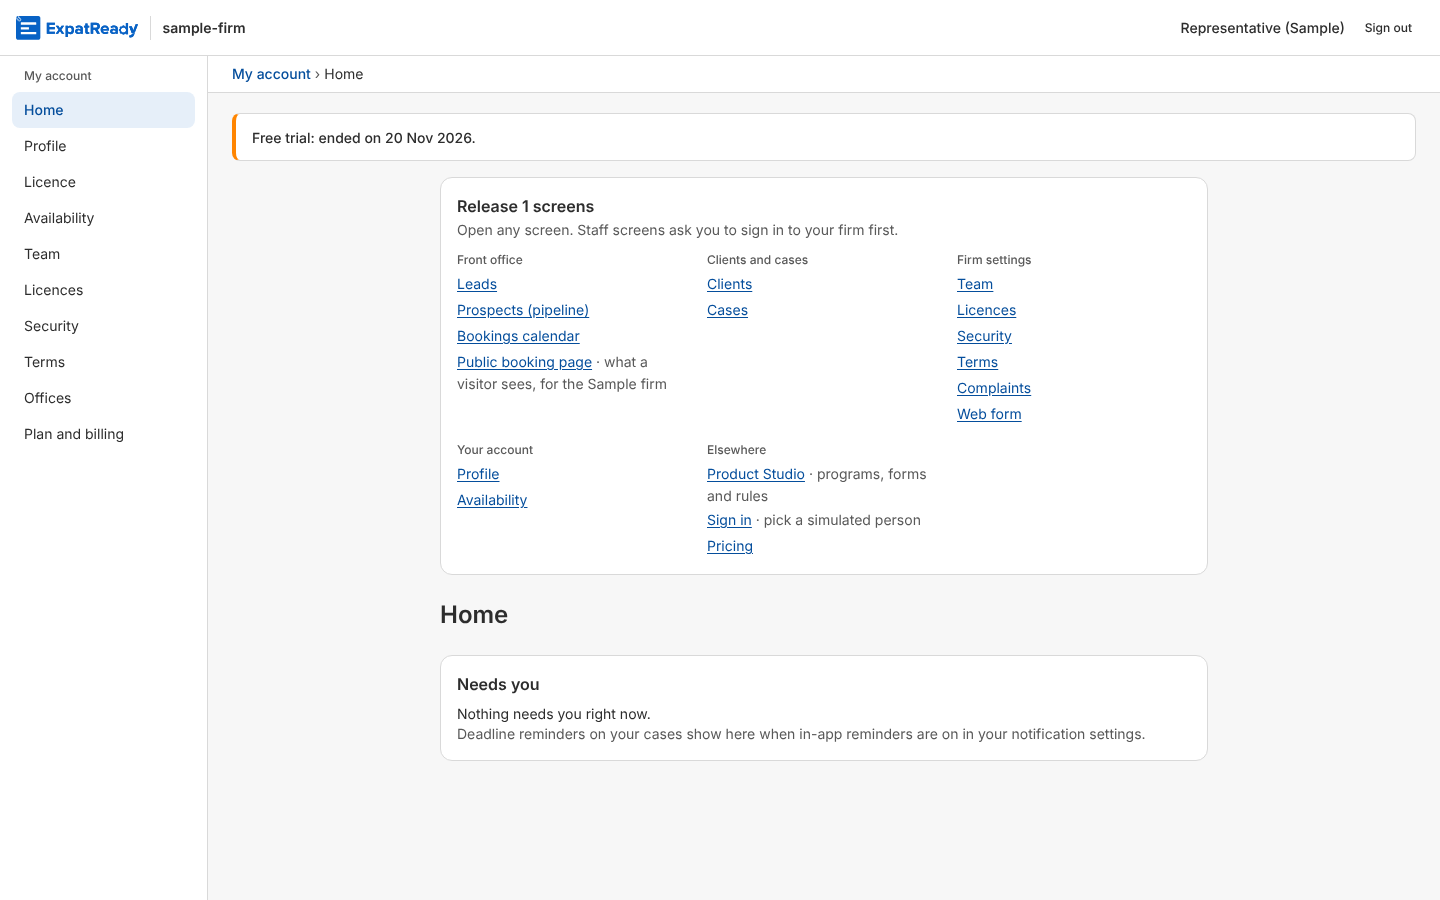 ExpatReady
sample-firm
Representative (Sample)
Sign out
My account
Home
Profile
Licence
Availability
Team
Licences
Security
Terms
Offices
Plan and billing
My account › Home
Free trial: ended on 20 Nov 2026.
Release 1 screens
Open any screen. Staff screens ask you to sign in to your firm first.
Front office
Leads
Prospects (pipeline)
Bookings calendar
Public booking page · what a
visitor sees, for the Sample firm
Clients and cases
Clients
Cases
Firm settings
Team
Licences
Security
Terms
Complaints
Web form
Your account
Profile
Availability
Elsewhere
Product Studio · programs, forms
and rules
Sign in · pick a simulated person
Pricing
Home
Needs you
Nothing needs you right now.
Deadline reminders on your cases show here when in-app reminders are on in your notification settings.